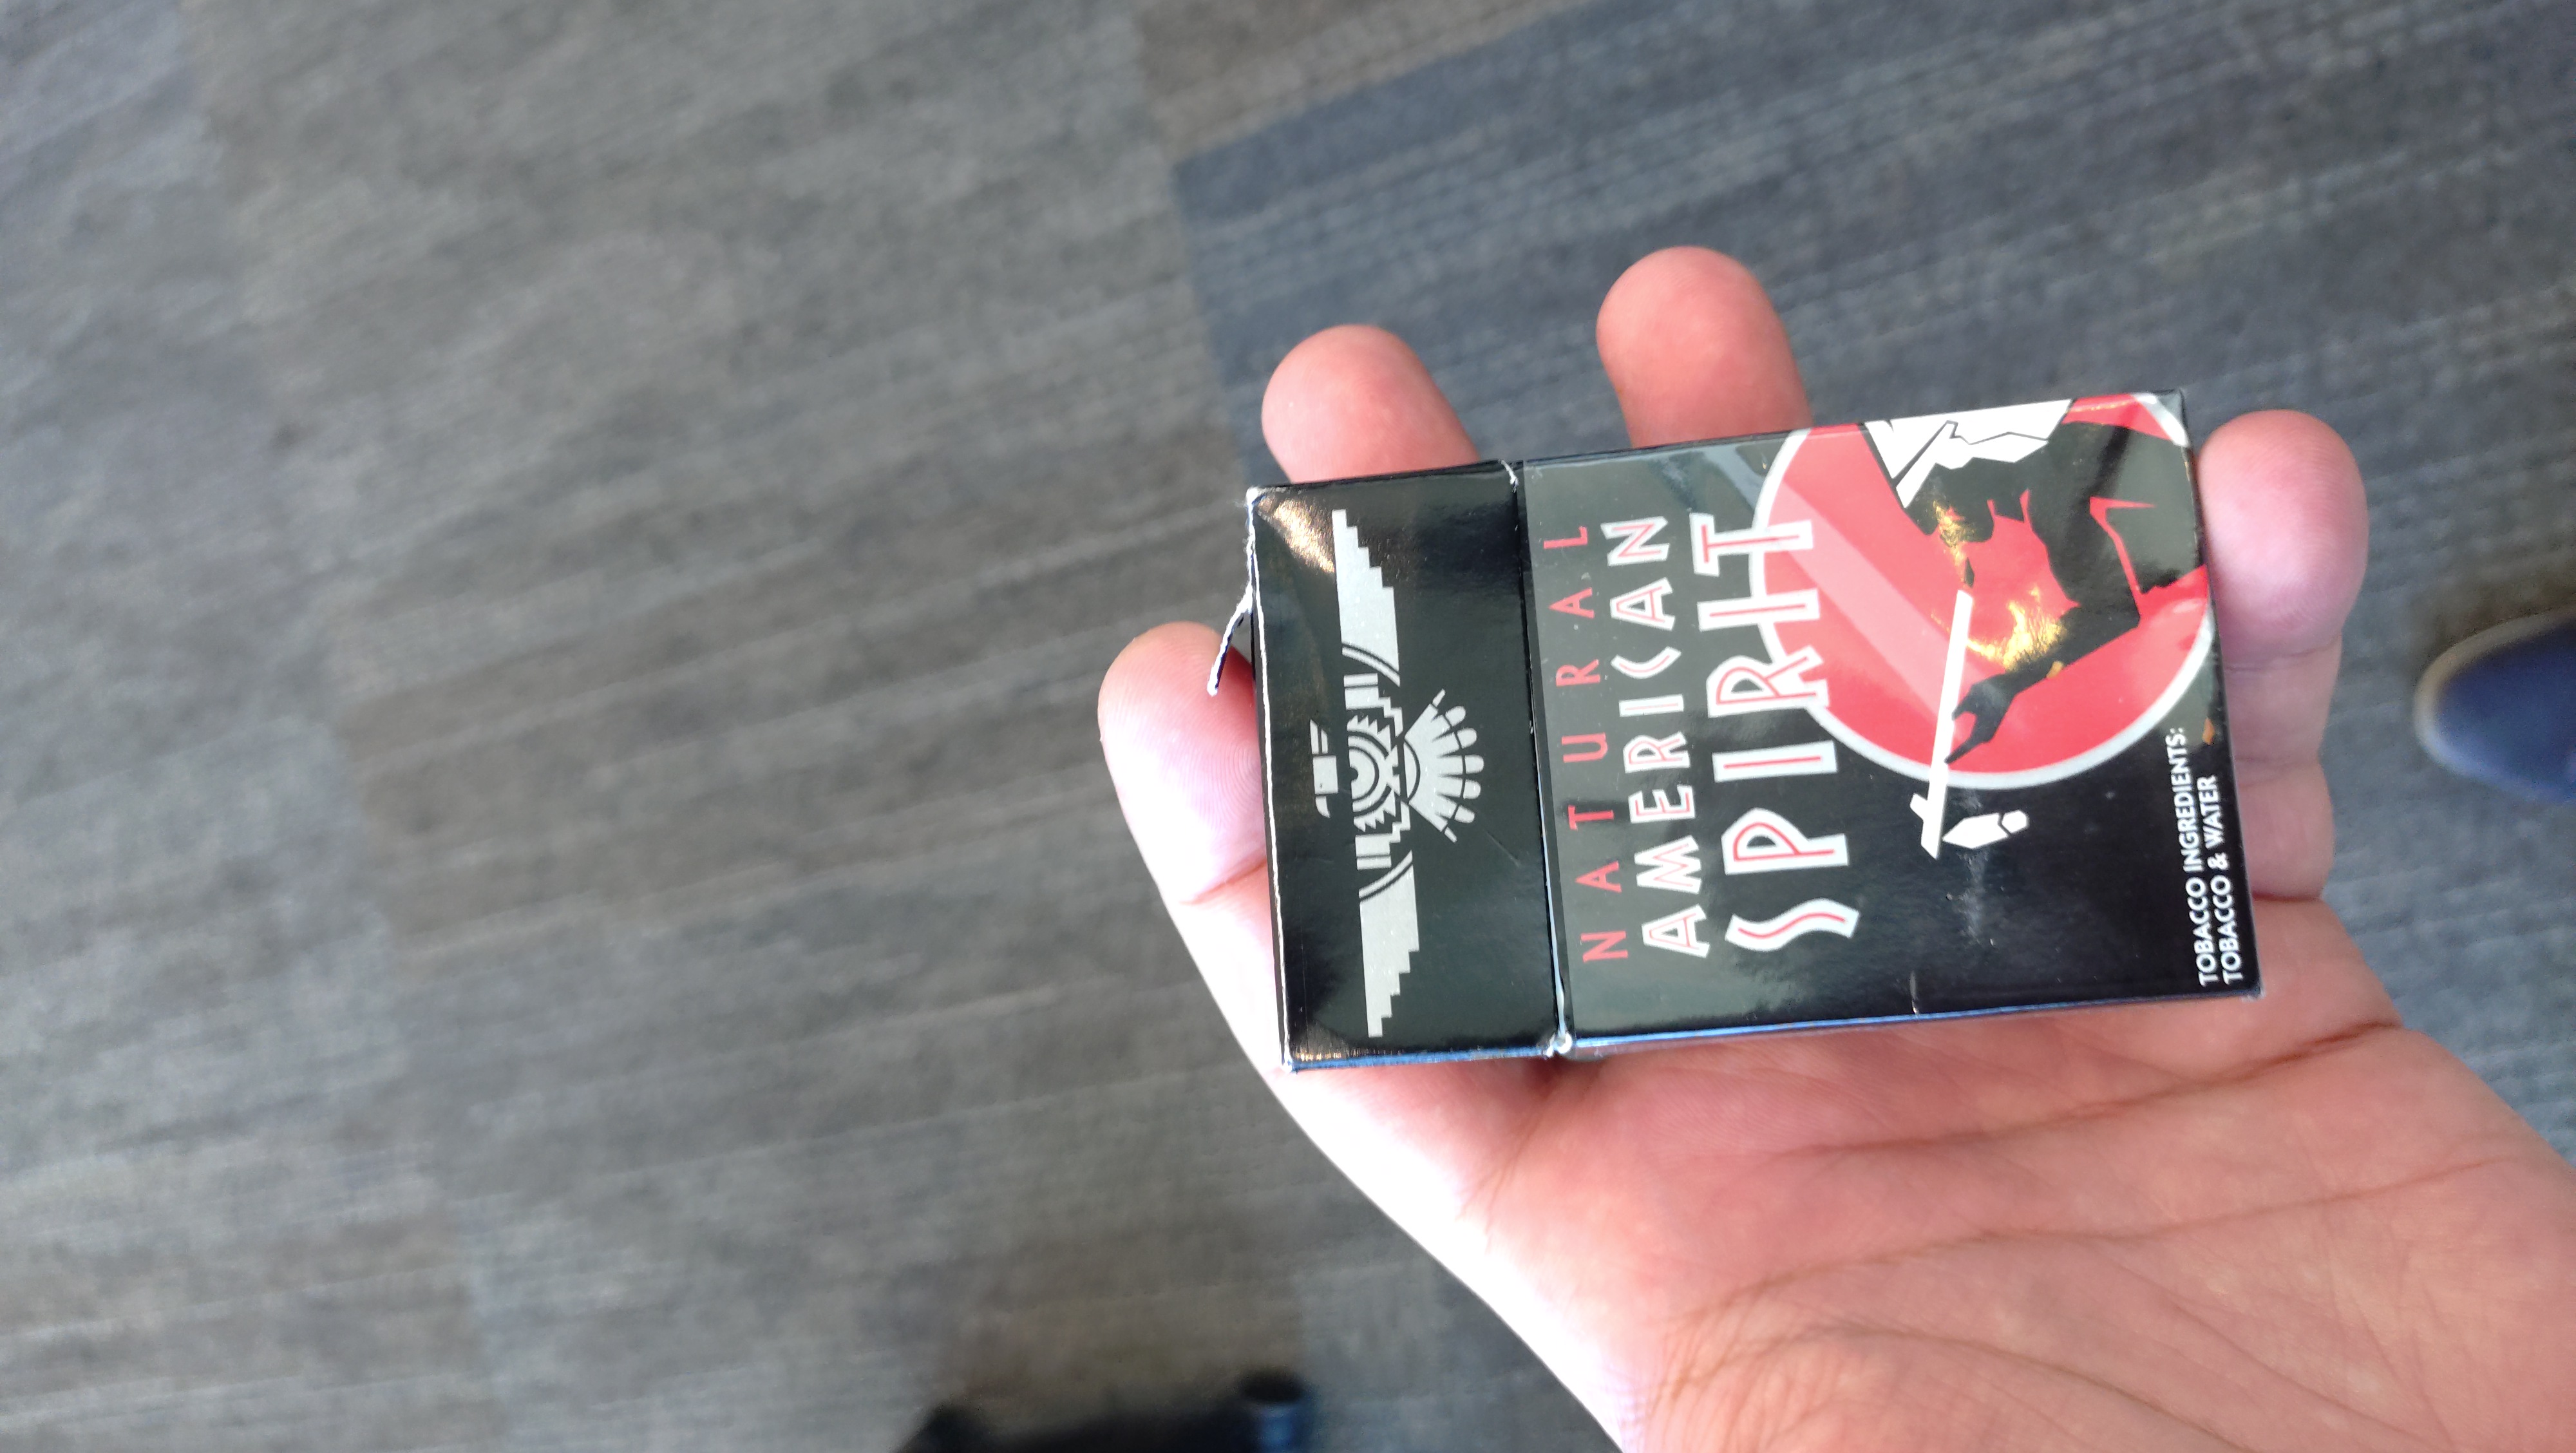 NATURAL
AMERICAN
SPIRIT
TOBACCO INGREDIENTS:
TOBACCO & WATER